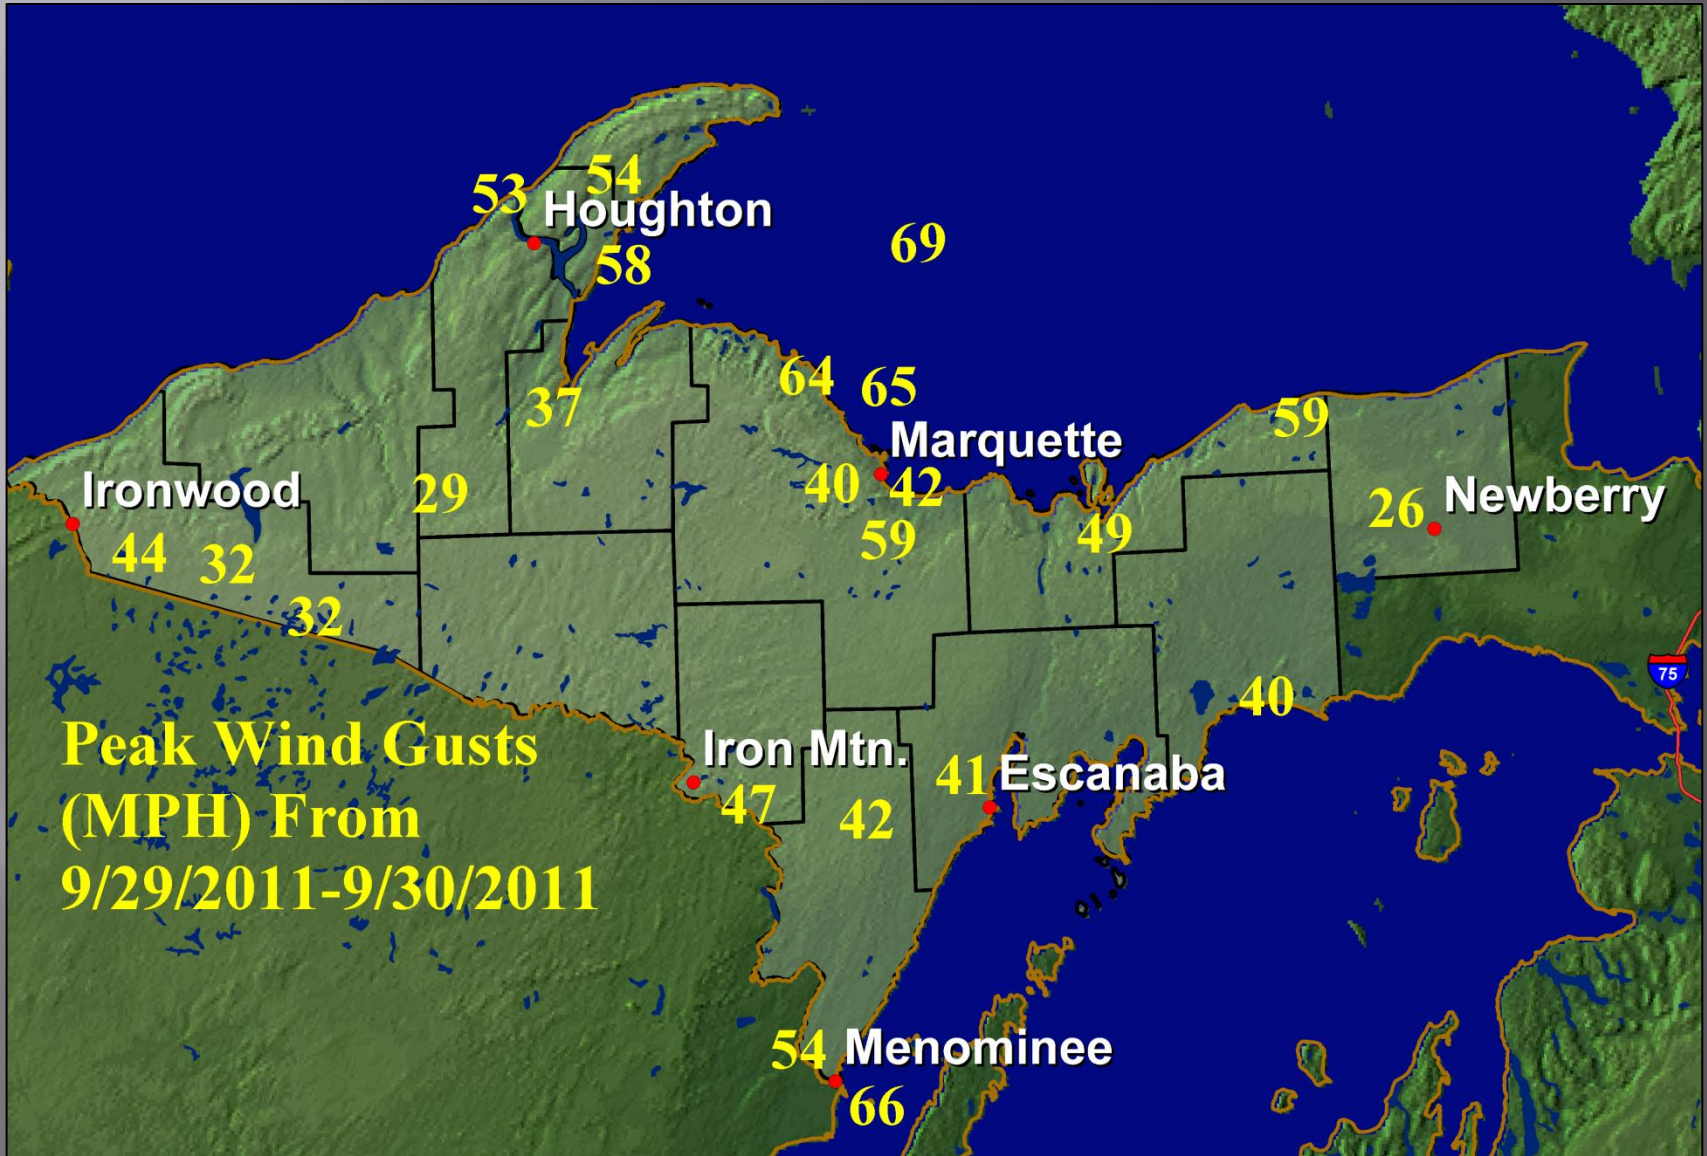 54
53
Houghton
69
58
64
65
37
59
Marquette
Ironwood
29
40
42
26
Newberry
44
32
59
49
32
75
40
Peak Wind Gusts
(MPH) From
9/29/2011-9/30/2011
Iron Mtn.
47
42
41
Escanaba
54
Menominee
66